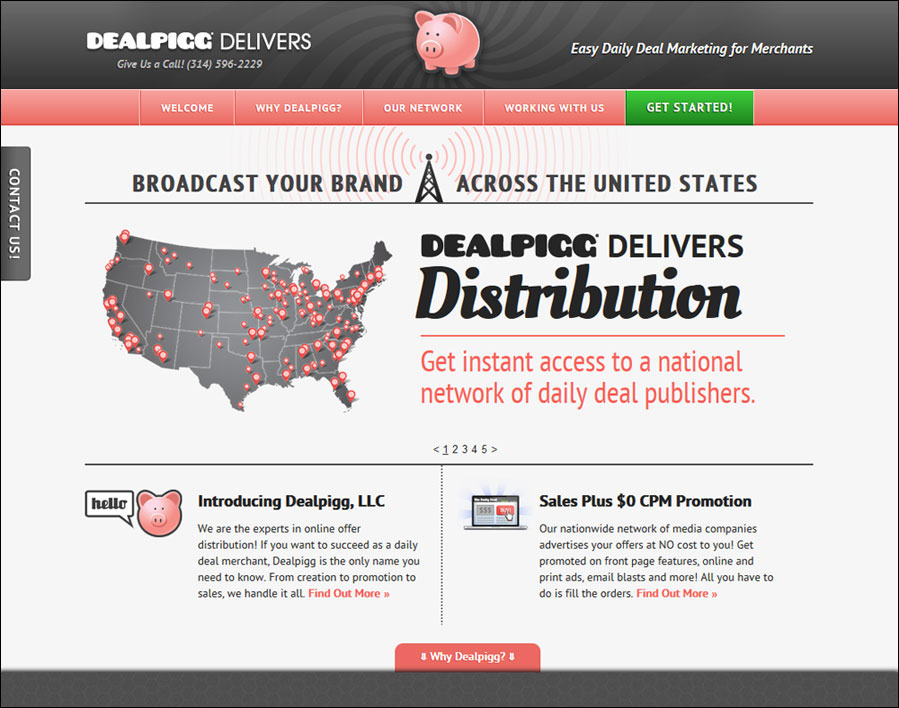 DEALPIGG DELIVERS
Give Us a Call! (314) 596-2229
Easy Daily Deal Marketing for Merchants
WELCOME
WHY DEALPIGG?
OUR NETWORK
WORKING WITH US
GET STARTED!
CONTACT US!
BROADCAST YOUR BRAND ACROSS THE UNITED STATES
DEALPIGG DELIVERS
Distribution
Get instant access to a national
network of daily deal publishers.
< 1 2 3 4 5 >
hello
Introducing Dealpigg, LLC
We are the experts in online offer
distribution! If you want to succeed as a daily
deal merchant, Dealpigg is the only name you
need to know. From creation to promotion to
sales, we handle it all. Find Out More »
The Daily Deal
$$$
BUY!
Sales Plus $0 CPM Promotion
Our nationwide network of media companies
advertises your offers at NO cost to you! Get
promoted on front page features, online and
print ads, email blasts and more! All you have to
do is fill the orders. Find Out More »
⇩ Why Dealpigg? ⇩